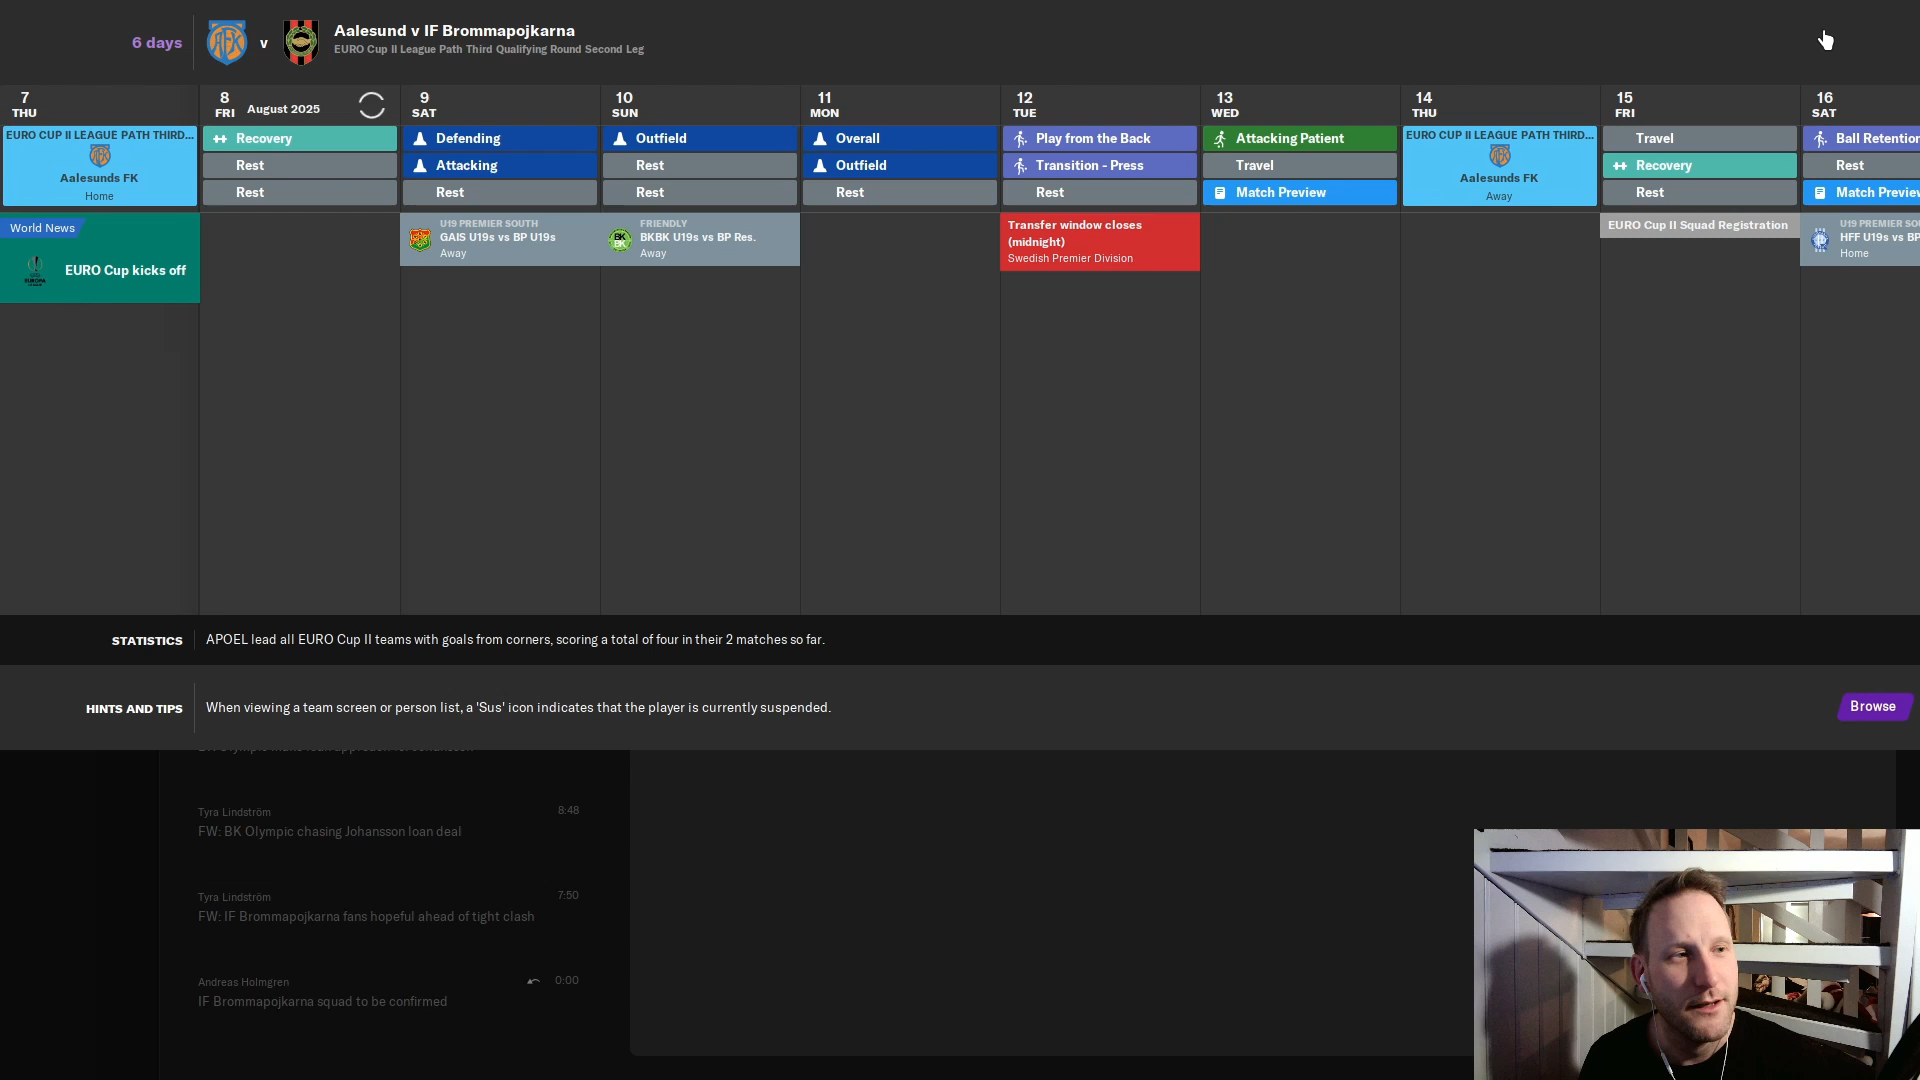 6 days
v
Aalesund v IF Brommapojkarna
EURO Cup II League Path Third Qualifying Round Second Leg
7
THU
8
FRI
August 2025
9
SAT
10
SUN
11
MON
12
TUE
13
WED
14
THU
15
FRI
16
SAT
EURO CUP II LEAGUE PATH THIRD...
Aalesunds FK
Home
Recovery
Rest
Rest
Defending
Attacking
Rest
Outfield
Rest
Rest
Overall
Outfield
Rest
Play from the Back
Transition - Press
Rest
Attacking Patient
Travel
Match Preview
EURO CUP II LEAGUE PATH THIRD...
Aalesunds FK
Away
Travel
Recovery
Rest
Ball Retention
Rest
Match Preview
World News
EURO Cup kicks off
U19 PREMIER SOUTH
GAIS U19s vs BP U19s
Away
FRIENDLY
BKBK U19s vs BP Res.
Away
Transfer window closes
(midnight)
Swedish Premier Division
EURO Cup II Squad Registration
U19 PREMIER SOU
HFF U19s vs BP
Home
STATISTICS
APOEL lead all EURO Cup II teams with goals from corners, scoring a total of four in their 2 matches so far.
HINTS AND TIPS
When viewing a team screen or person list, a 'Sus' icon indicates that the player is currently suspended.
Browse
Tyra Lindström
8:48
FW: BK Olympic chasing Johansson loan deal
Tyra Lindström
7:50
FW: IF Brommapojkarna fans hopeful ahead of tight clash
Andreas Holmgren
0:00
IF Brommapojkarna squad to be confirmed